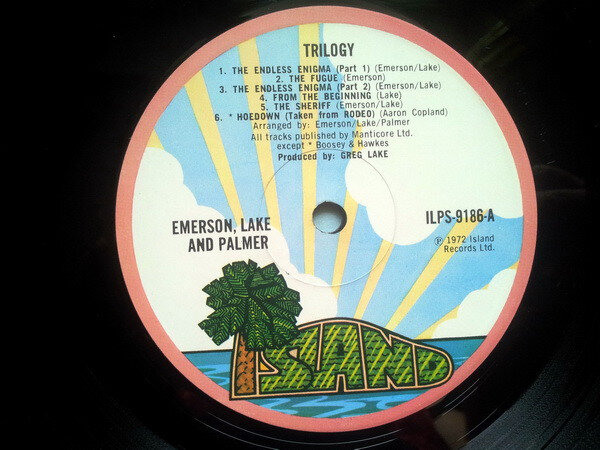 TRILOGY
1. THE ENDLESS ENIGMA (Part 1) (Emerson/Lake)
2. THE FUGUE (Emerson)
3. THE ENDLESS ENIGMA (Part 2) (Emerson/Lake)
4. FROM THE BEGINNING (Lake)
5. THE SHERIFF (Emerson/Lake)
6. * HOEDOWN (Taken from RODEO) (Aaron Copland)
Arranged by: Emerson/Lake/Palmer
All tracks published by Manticore Ltd.
except * Boosey & Hawkes
Produced by: GREG LAKE
EMERSON, LAKE
AND PALMER
ILPS-9186-A
℗ 1972 Island
Records Ltd.
ISLAND